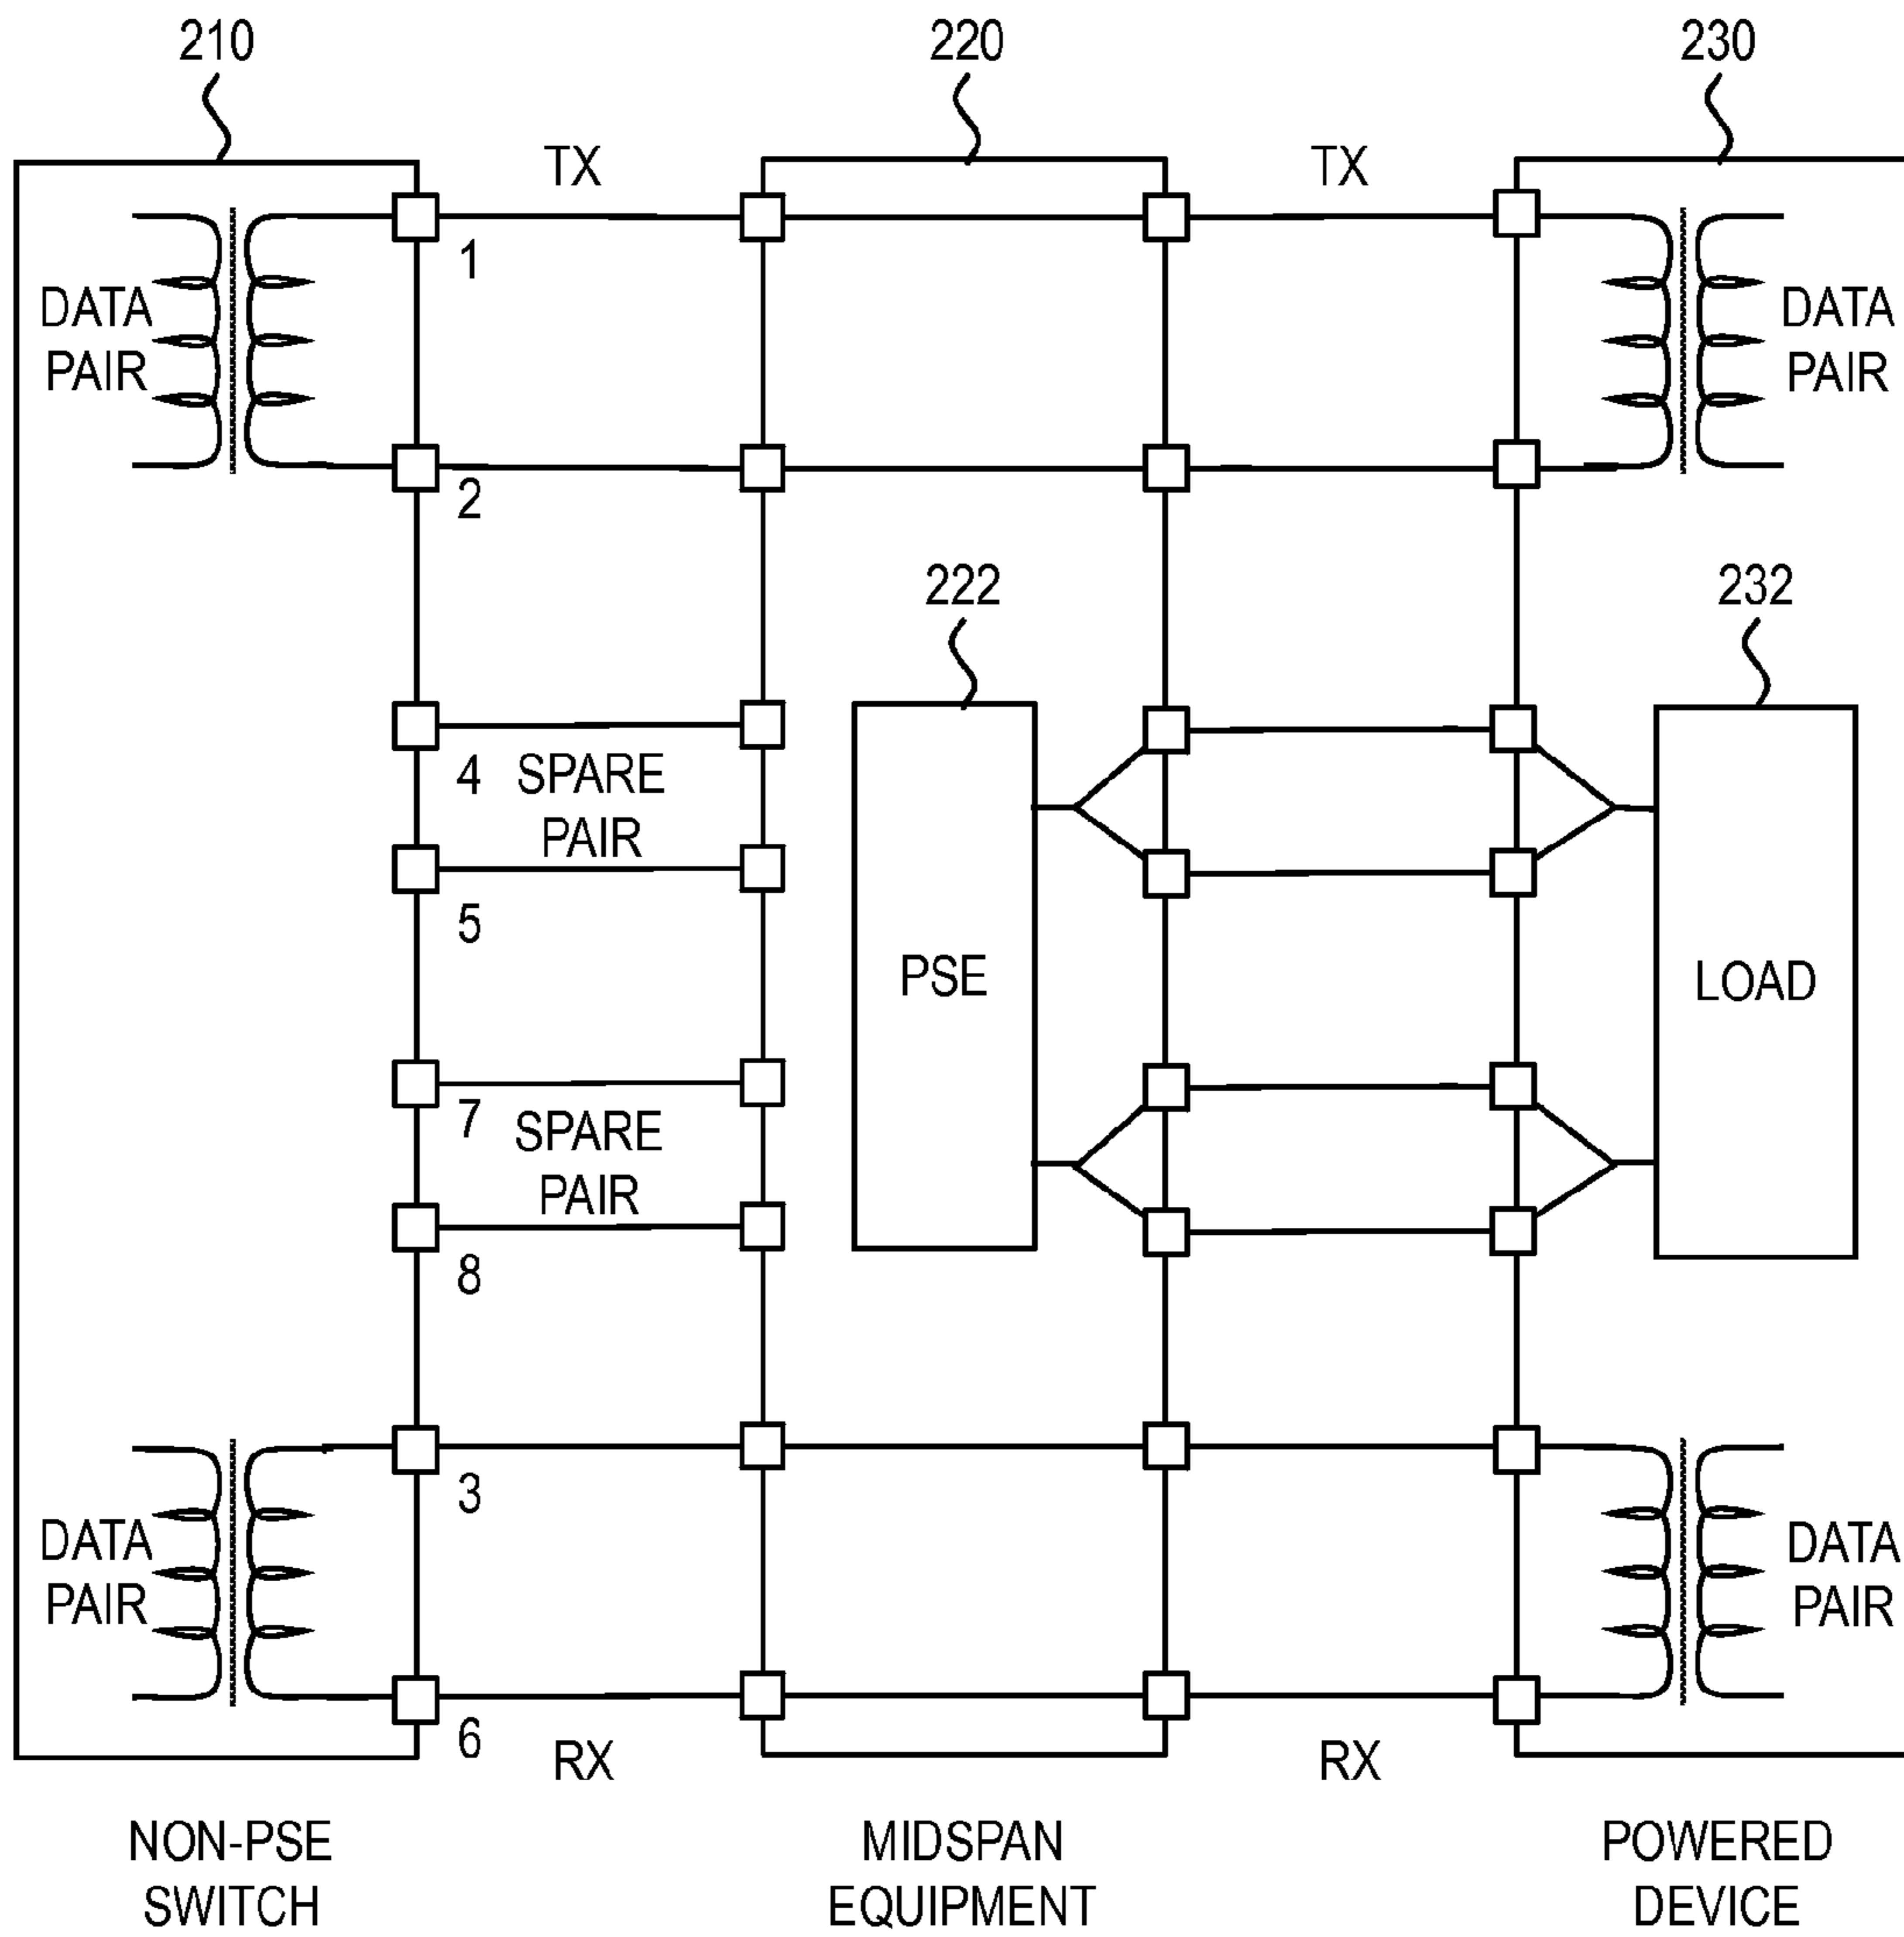 210
220
230
TX
TX
1
DATA
PAIR
DATA
PAIR
2
222
232
4
SPARE
PAIR
5
PSE
LOAD
7
SPARE
PAIR
8
3
DATA
PAIR
DATA
PAIR
6
RX
RX
NON-PSE
SWITCH
MIDSPAN
EQUIPMENT
POWERED
DEVICE